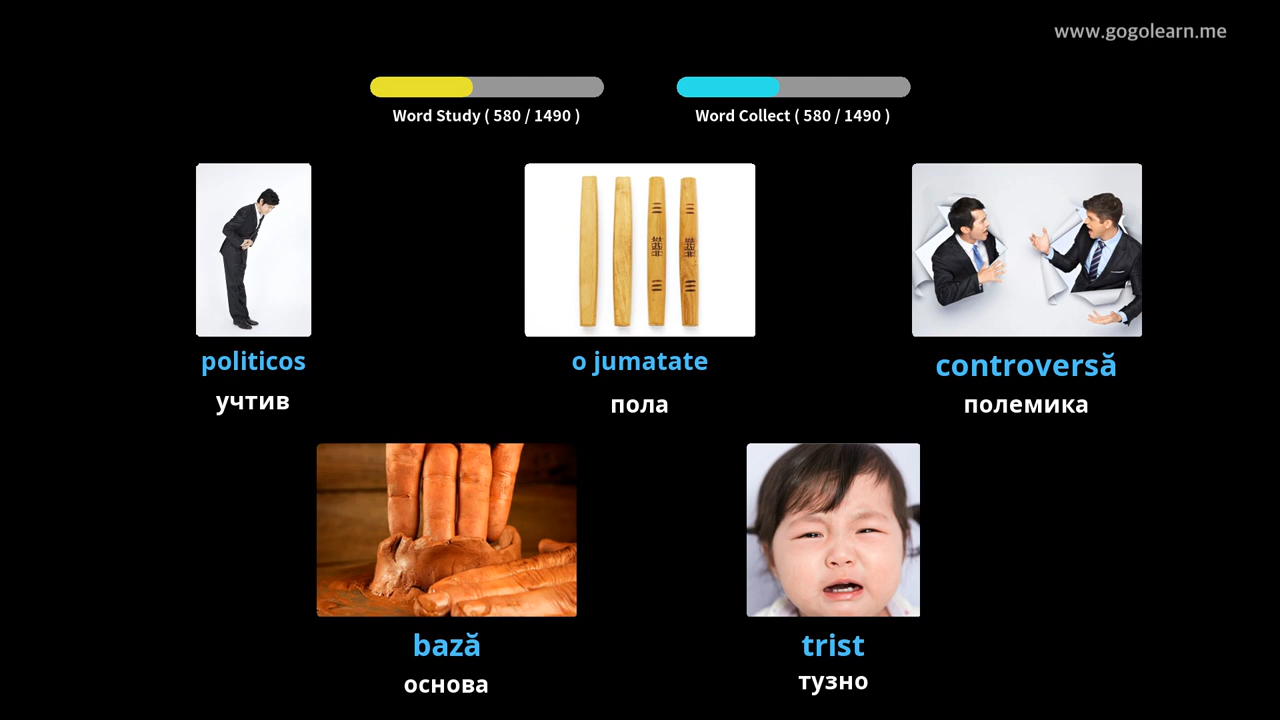 www.gogolearn.me
Word Study ( 580 / 1490 )
Word Collect ( 580 / 1490 )
politicos
учтив
o jumatate
пола
controversă
полемика
bază
основа
trist
тузно